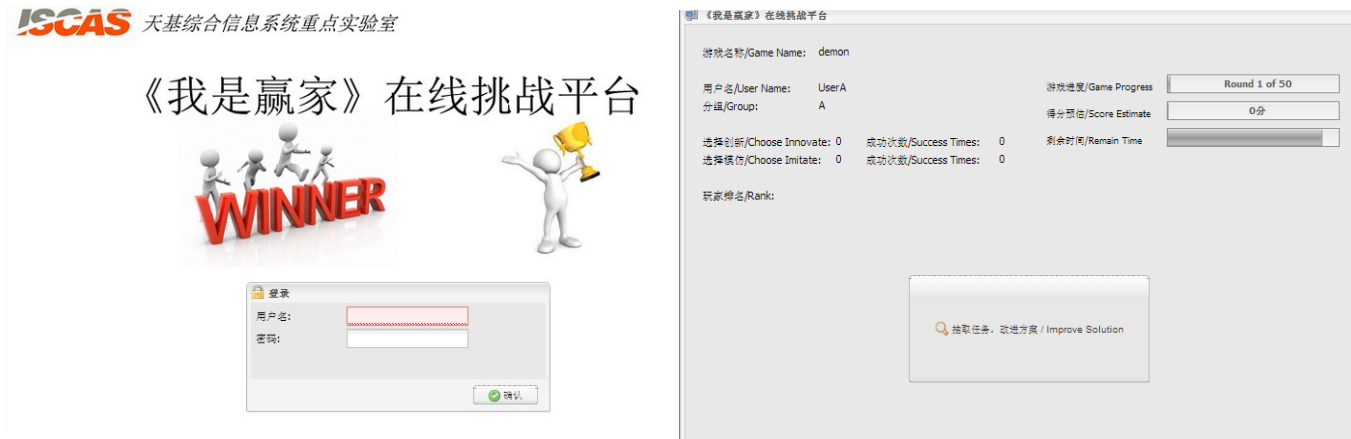 ISCAS 天基综合信息系统重点实验室
《我是赢家》在线挑战平台
WINNER
登录
用户名:
密码:
确认
《我是赢家》在线挑战平台
游戏名称/Game Name: demon
用户名/User Name: UserA
分组/Group: A
游戏进度/Game Progress Round 1 of 50
得分预估/Score Estimate 0分
剩余时间/Remain Time
选择创新/Choose Innovate: 0 成功次数/Success Times: 0
选择模仿/Choose Imitate: 0 成功次数/Success Times: 0
玩家排名/Rank:
抽取任务，改进方案 / Improve Solution